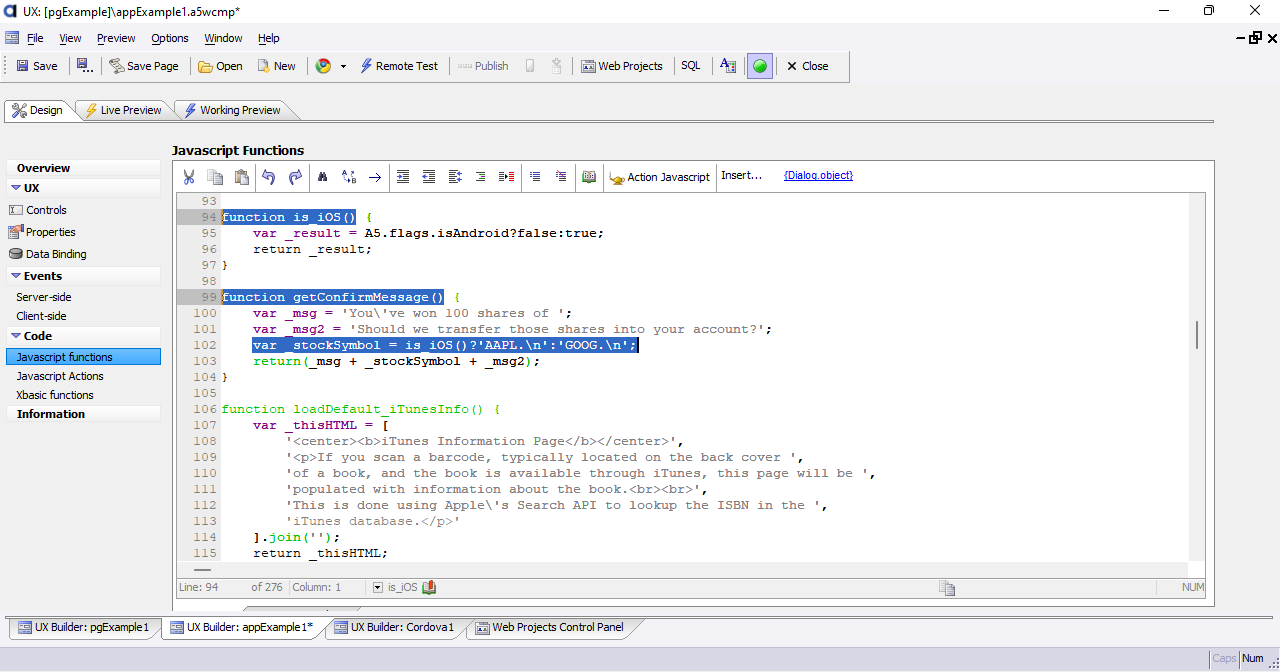 UX: [pgExample]\appExample1.a5wcmp*
File View Preview Options Window Help
Save Save Page Open New Remote Test Publish Web Projects SQL Close
Design Live Preview Working Preview
Javascript Functions
Overview
UX
Controls
Properties
Data Binding
Events
Server-side
Client-side
Code
Javascript functions
Javascript Actions
Xbasic functions
Information
Action Javascript Insert... {Dialog.object}
93
94 function is_iOS() {
95 var _result = A5.flags.isAndroid?false:true;
96 return _result;
97 }
98
99 function getConfirmMessage() {
100 var _msg = 'You\'ve won 100 shares of ';
101 var _msg2 = 'Should we transfer those shares into your account?';
102 var _stockSymbol = is_iOS()?'AAPL.\n':'GOOG.\n';
103 return(_msg + _stockSymbol + _msg2);
104 }
105
106 function loadDefault_iTunesInfo() {
107 var _thisHTML = [
108 '<center><b>iTunes Information Page</b></center>',
109 '<p>If you scan a barcode, typically located on the back cover ',
110 'of a book, and the book is available through iTunes, this page will be ',
111 'populated with information about the book.<br><br>',
112 'This is done using Apple\'s Search API to lookup the ISBN in the ',
113 'iTunes database.</p>'
114 ].join('');
115 return _thisHTML;
Line: 94 of 276 Column: 1 is_iOS NUM
UX Builder: pgExample1 UX Builder: appExample1* UX Builder: Cordova1 Web Projects Control Panel
Caps Num